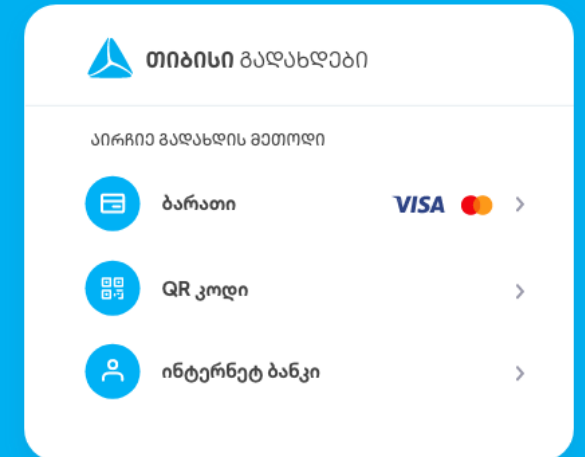 თიბისი გადახდები
აირჩიე გადახდის მეთოდი
ბარათი VISA
QR კოდი
ინტერნეტ ბანკი